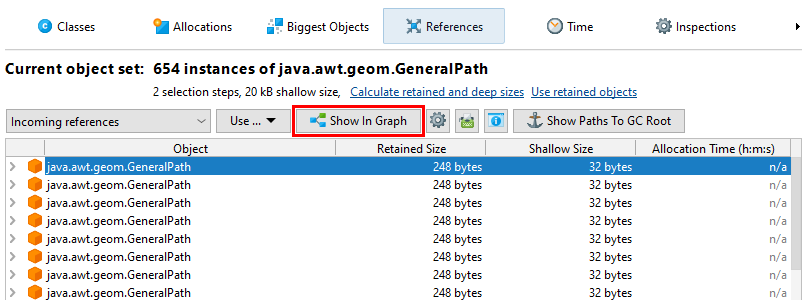 Classes Allocations Biggest Objects References Time Inspections
Current object set: 654 instances of java.awt.geom.GeneralPath
2 selection steps, 20 kB shallow size, Calculate retained and deep sizes Use retained objects
Incoming references Use ... Show In Graph Show Paths To GC Root
Object Retained Size Shallow Size Allocation Time (h:m:s)
java.awt.geom.GeneralPath 248 bytes 32 bytes n/a
java.awt.geom.GeneralPath 248 bytes 32 bytes n/a
java.awt.geom.GeneralPath 248 bytes 32 bytes n/a
java.awt.geom.GeneralPath 248 bytes 32 bytes n/a
java.awt.geom.GeneralPath 248 bytes 32 bytes n/a
java.awt.geom.GeneralPath 248 bytes 32 bytes n/a
java.awt.geom.GeneralPath 248 bytes 32 bytes n/a
java.awt.geom.GeneralPath 248 bytes 32 bytes n/a